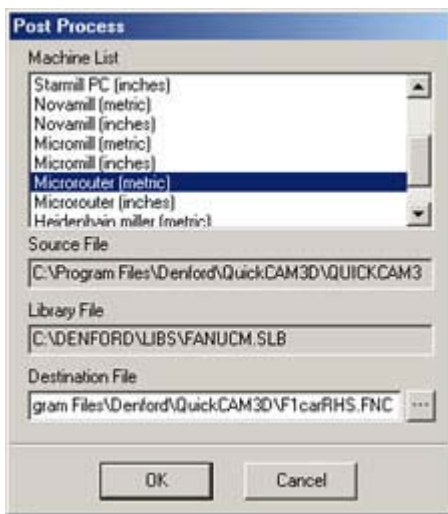 Post Process
Machine List
Starmill PC (inches)
Novamill (metric)
Novamill (inches)
Micromill (metric)
Micromill (inches)
Microrouter (metric)
Microrouter (inches)
Heidenhain miller (metric)
Source File
C:\Program Files\Denford\QuickCAM3D\QUICKCAM3
Library File
C:\DENFORD\LIBS\FANUCM.SLB
Destination File
gram Files\Denford\QuickCAM3D\F1carRHS.FNC
...
OK
Cancel